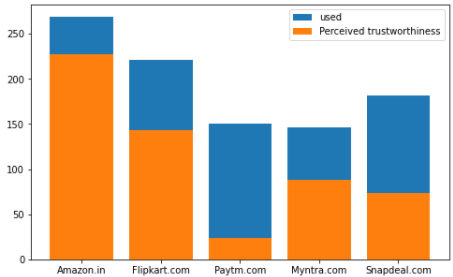 used
Perceived trustworthiness
250
200
150
100
50
0
Amazon.in Flipkart.com Paytm.com Myntra.com Snapdeal.com